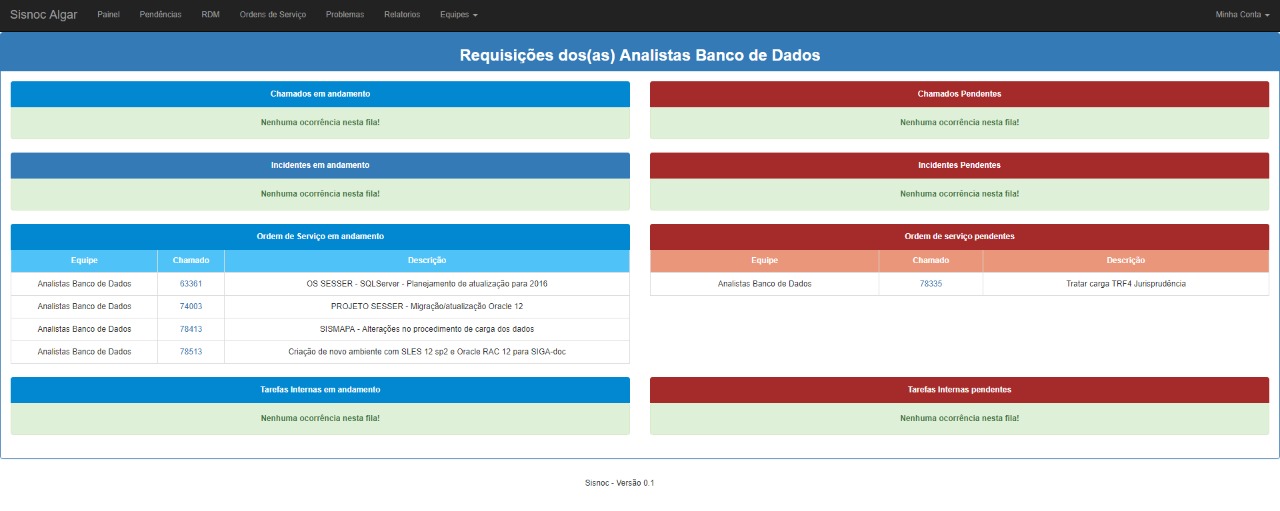 Sisnoc Algar Painel Pendências RDM Ordens de Serviço Problemas Relatorios Equipes Minha Conta
Requisições dos(as) Analistas Banco de Dados
Chamados em andamento
Nenhuma ocorrência nesta fila!
Chamados Pendentes
Nenhuma ocorrência nesta fila!
Incidentes em andamento
Nenhuma ocorrência nesta fila!
Incidentes Pendentes
Nenhuma ocorrência nesta fila!
Ordem de Serviço em andamento
Equipe Chamado Descrição
Analistas Banco de Dados 63361 OS SESSER - SQLServer - Planejamento de atualização para 2016
Analistas Banco de Dados 74003 PROJETO SESSER - Migração/atualização Oracle 12
Analistas Banco de Dados 78413 SISMAPA - Alterações no procedimento de carga dos dados
Analistas Banco de Dados 78513 Criação de novo ambiente com SLES 12 sp2 e Oracle RAC 12 para SIGA-doc
Ordem de serviço pendentes
Equipe Chamado Descrição
Analistas Banco de Dados 78335 Tratar carga TRF4 Jurisprudência
Tarefas Internas em andamento
Nenhuma ocorrência nesta fila!
Tarefas Internas pendentes
Nenhuma ocorrência nesta fila!
Sisnoc - Versão 0.1